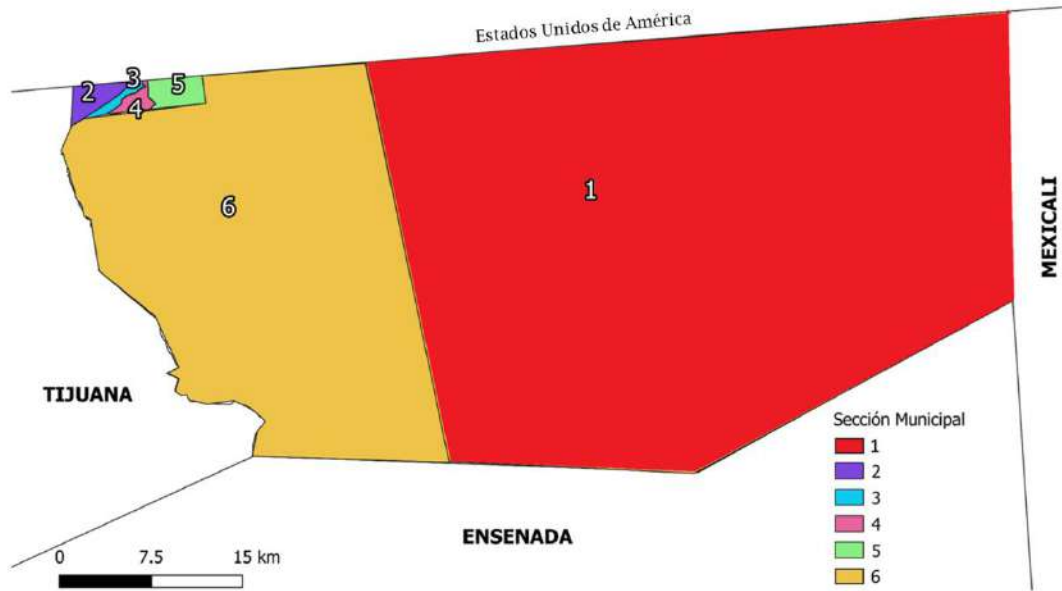 Estados Unidos de América
3
2
5
4
1
6
MEXICALI
TIJUANA
ENSENADA
Sección Municipal
1
2
3
4
5
6
0 7.5 15 km